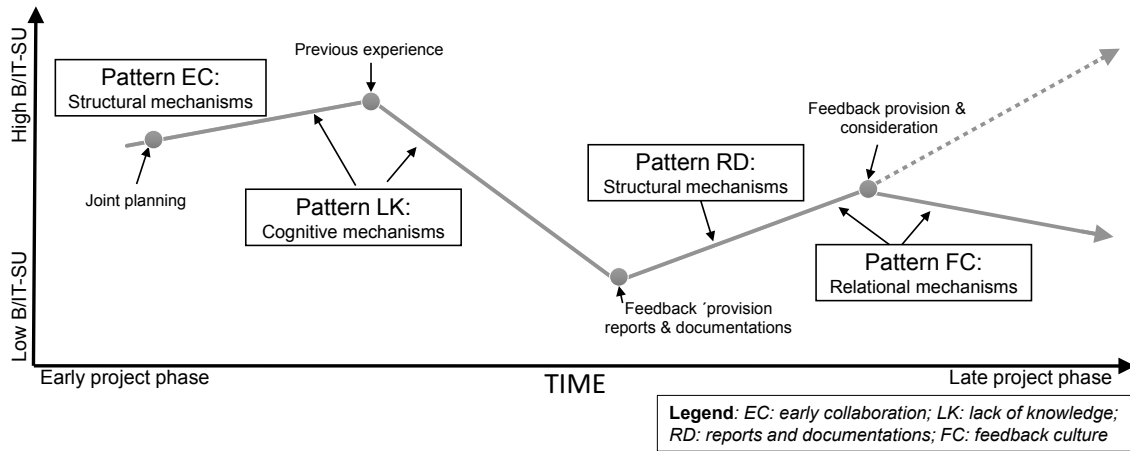 High B/IT-SU
Low B/IT-SU
Pattern EC:
Structural mechanisms
Joint planning
Previous experience
Pattern LK:
Cognitive mechanisms
Feedback ´provision
reports & documentations
Pattern RD:
Structural mechanisms
Feedback provision &
consideration
Pattern FC:
Relational mechanisms
Early project phase
TIME
Late project phase
Legend: EC: early collaboration; LK: lack of knowledge;
RD: reports and documentations; FC: feedback culture